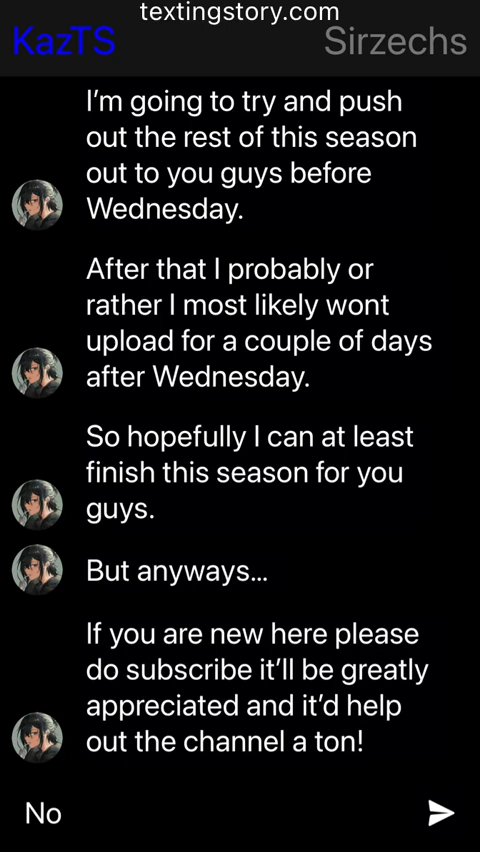 textingstory.com
KazTS
Sirzechs
I’m going to try and push
out the rest of this season
out to you guys before
Wednesday.
After that I probably or
rather I most likely wont
upload for a couple of days
after Wednesday.
So hopefully I can at least
finish this season for you
guys.
But anyways...
If you are new here please
do subscribe it’ll be greatly
appreciated and it’d help
out the channel a ton!
No